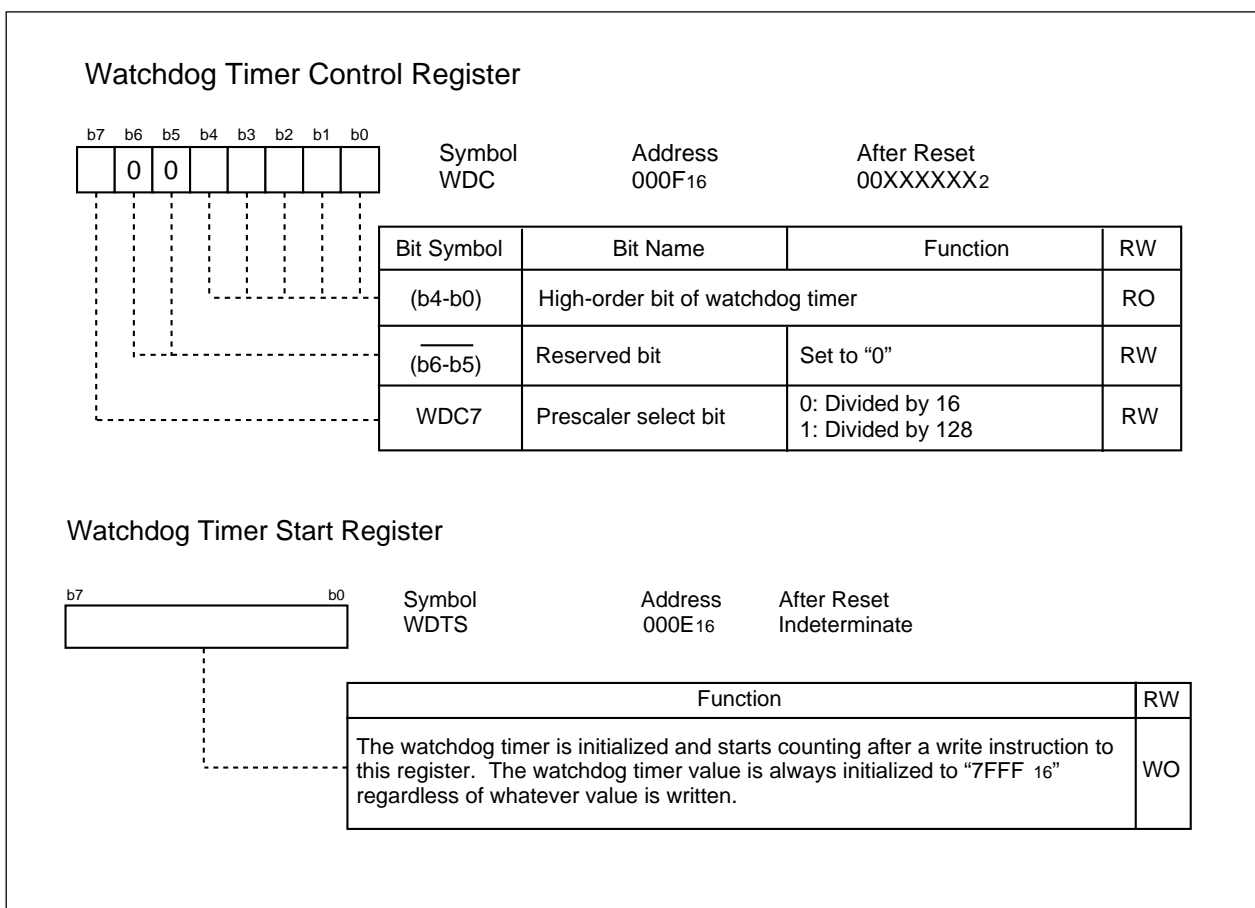 Watchdog Timer Control Register
b7 b6 b5 b4 b3 b2 b1 b0
0 0
Symbol Address After Reset
WDC 000F16 00XXXXXX2
Bit Symbol Bit Name Function RW
(b4-b0) High-order bit of watchdog timer RO
(b6-b5) Reserved bit Set to “0” RW
WDC7 Prescaler select bit 0: Divided by 16 RW
1: Divided by 128
Watchdog Timer Start Register
b7 b0
Symbol Address After Reset
WDTS 000E16 Indeterminate
Function RW
The watchdog timer is initialized and starts counting after a write instruction to
this register. The watchdog timer value is always initialized to “7FFF 16” WO
regardless of whatever value is written.